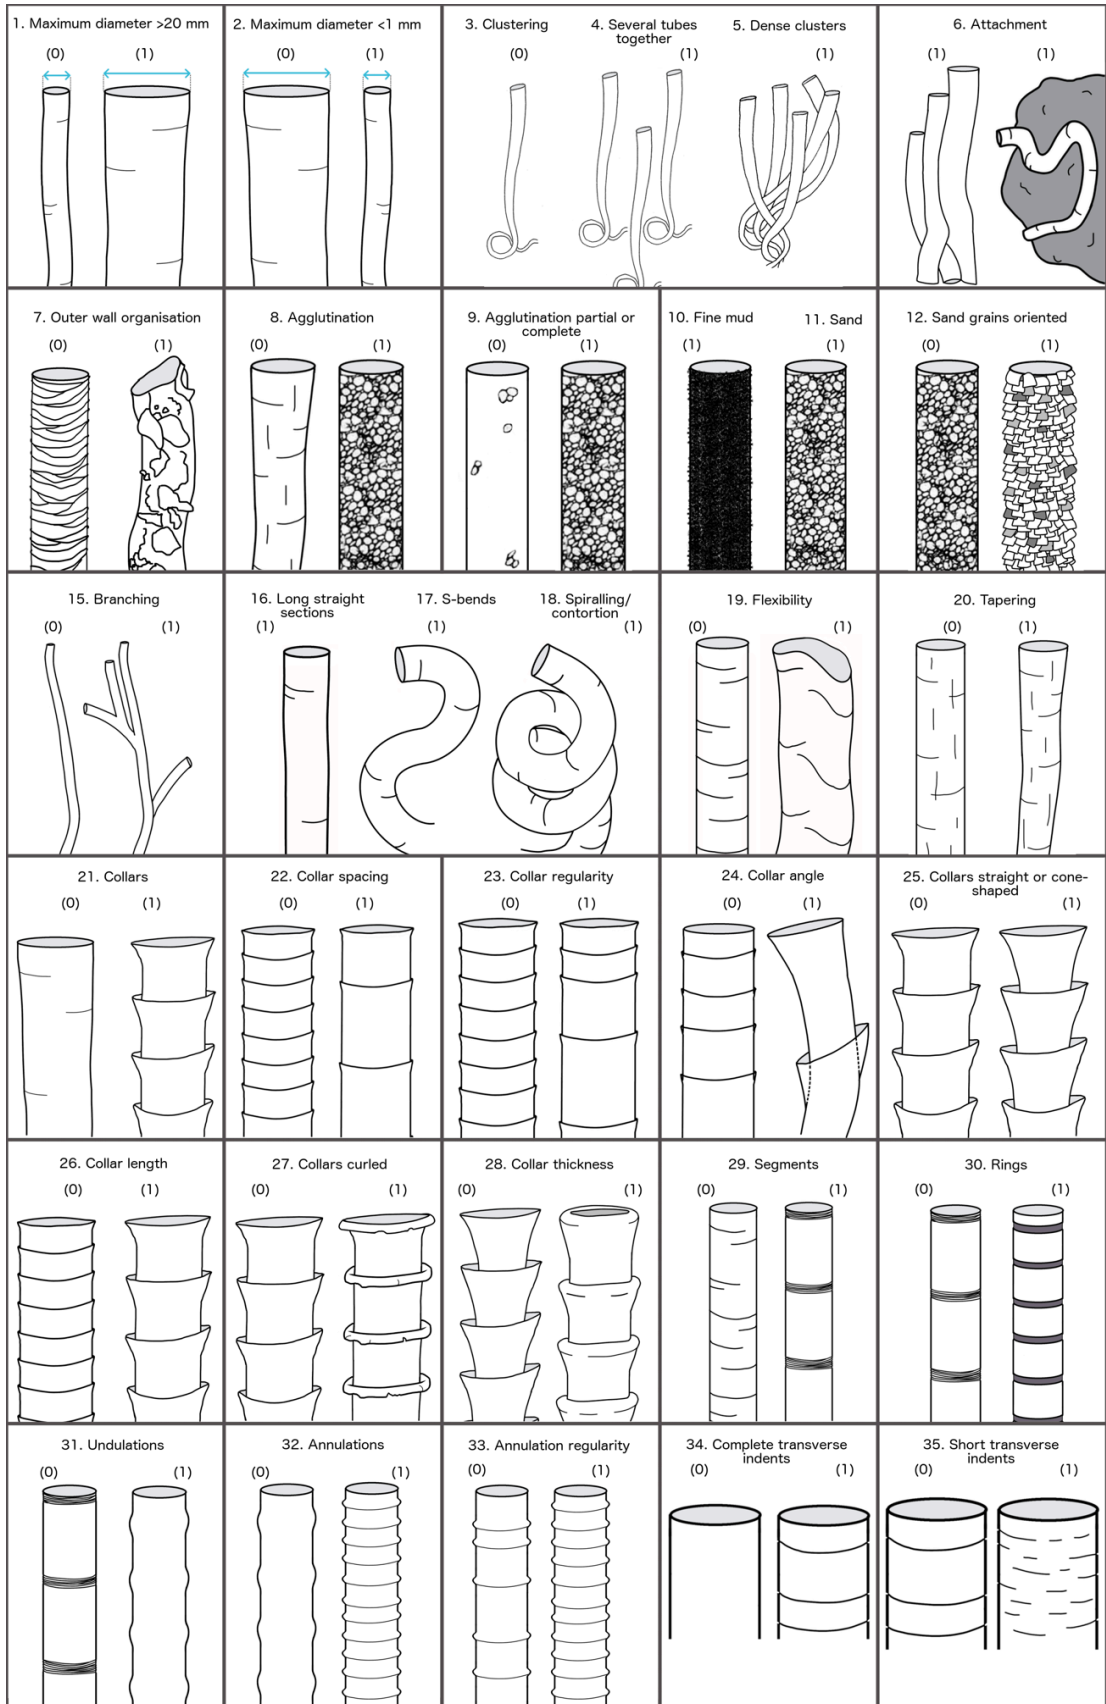 1. Maximum diameter >20 mm
(0)
(1)
2. Maximum diameter <1 mm
(0)
(1)
3. Clustering
(0)
4. Several tubes
together
(1)
5. Dense clusters
(1)
6. Attachment
(1)
(1)
7. Outer wall organisation
(0)
(1)
8. Agglutination
(0)
(1)
9. Agglutination partial or
complete
(0)
(1)
10. Fine mud
(1)
11. Sand
(1)
12. Sand grains oriented
(0)
(1)
15. Branching
(0)
(1)
16. Long straight
sections
(1)
17. S-bends
(1)
18. Spiralling/
contortion
(1)
19. Flexibility
(0)
(1)
20. Tapering
(0)
(1)
21. Collars
(0)
(1)
22. Collar spacing
(0)
(1)
23. Collar regularity
(0)
(1)
24. Collar angle
(0)
(1)
25. Collars straight or cone-
shaped
(0)
(1)
26. Collar length
(0)
(1)
27. Collars curled
(0)
(1)
28. Collar thickness
(0)
(1)
29. Segments
(0)
(1)
30. Rings
(0)
(1)
31. Undulations
(0)
(1)
32. Annulations
(0)
(1)
33. Annulation regularity
(0)
(1)
34. Complete transverse
indents
(0)
(1)
35. Short transverse
indents
(0)
(1)